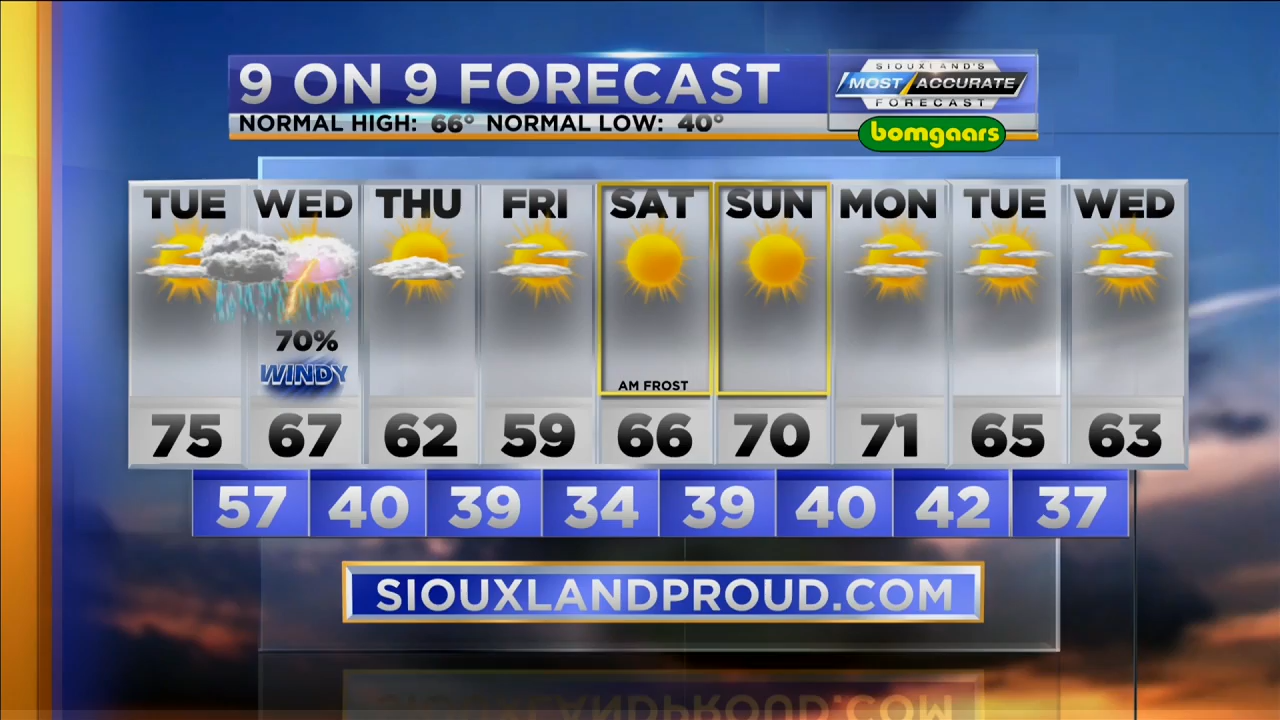 9 ON 9 FORECAST
NORMAL HIGH: 66° NORMAL LOW: 40°
SIOUXLAND'S
MOST ACCURATE
FORECAST
bomgaars
TUE WED THU FRI SAT SUN MON TUE WED
70%
WINDY
AM FROST
75 67 62 59 66 70 71 65 63
57 40 39 34 39 40 42 37
SIOUXLANDPROUD.COM